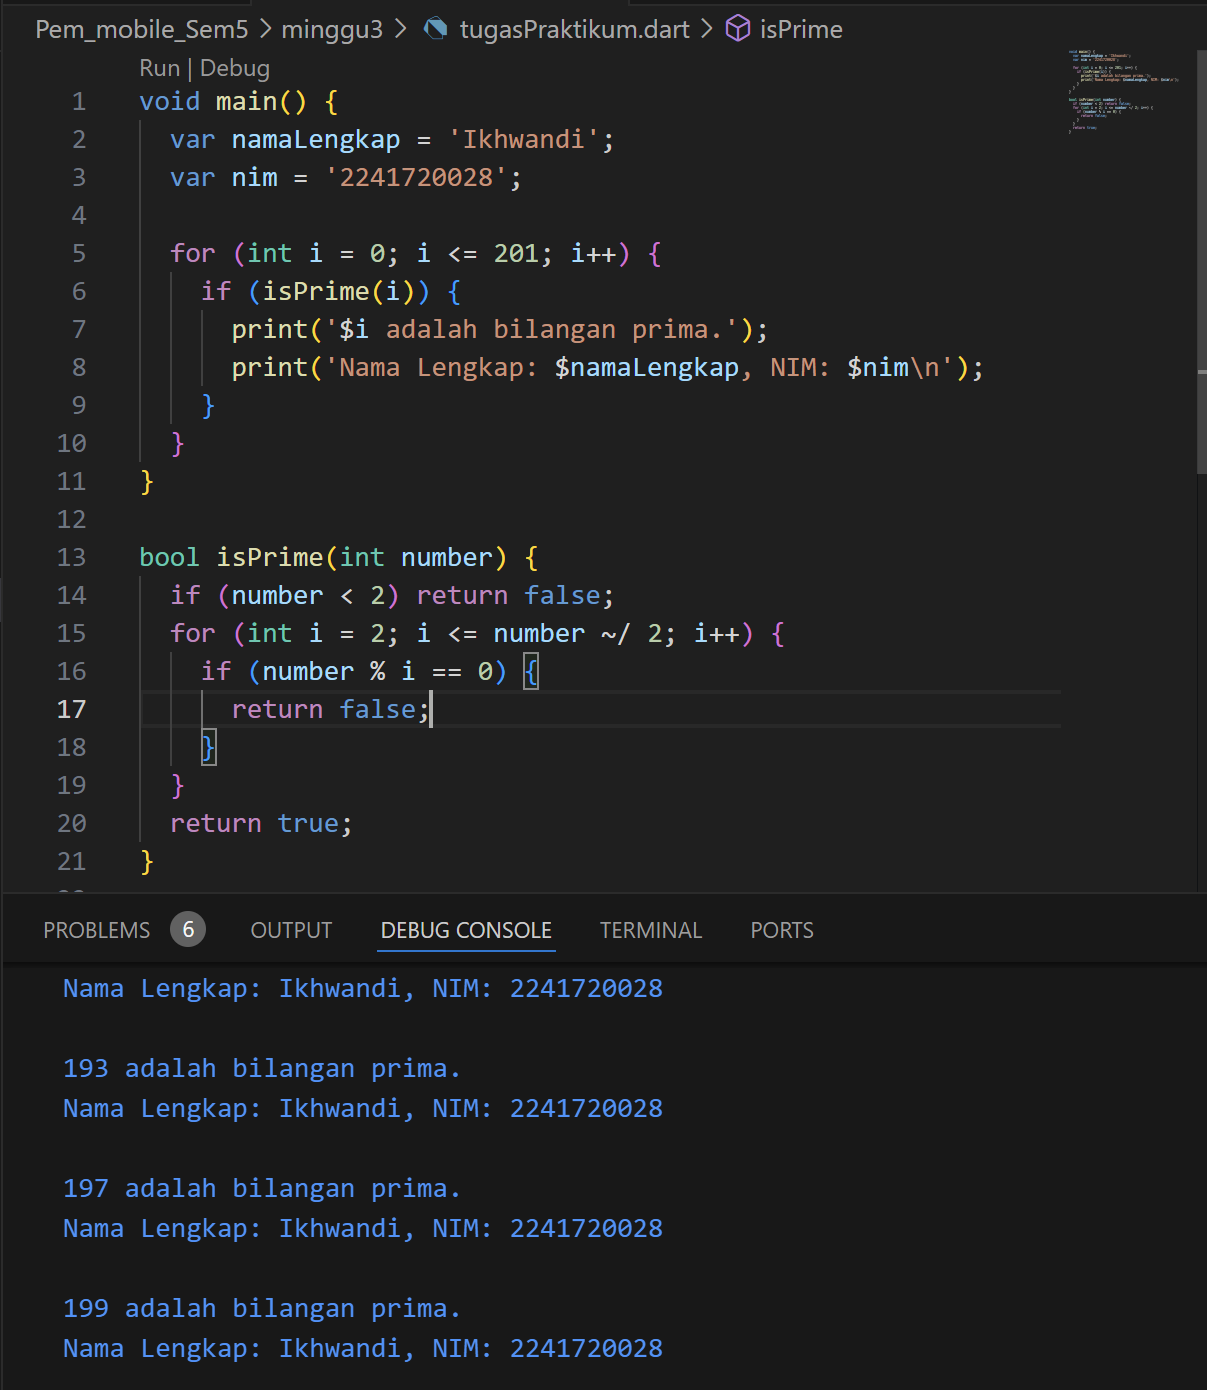 Pem_mobile_Sem5 > minggu3 > tugasPraktikum.dart > isPrime
Run | Debug
1 void main() {
2 var namaLengkap = 'Ikhwandi';
3 var nim = '2241720028';
4
5 for (int i = 0; i <= 201; i++) {
6 if (isPrime(i)) {
7 print('$i adalah bilangan prima.');
8 print('Nama Lengkap: $namaLengkap, NIM: $nim\n');
9 }
10 }
11 }
12
13 bool isPrime(int number) {
14 if (number < 2) return false;
15 for (int i = 2; i <= number ~/ 2; i++) {
16 if (number % i == 0) {
17 return false;
18 }
19 }
20 return true;
21 }
PROBLEMS 6 OUTPUT DEBUG CONSOLE TERMINAL PORTS
Nama Lengkap: Ikhwandi, NIM: 2241720028
193 adalah bilangan prima.
Nama Lengkap: Ikhwandi, NIM: 2241720028
197 adalah bilangan prima.
Nama Lengkap: Ikhwandi, NIM: 2241720028
199 adalah bilangan prima.
Nama Lengkap: Ikhwandi, NIM: 2241720028